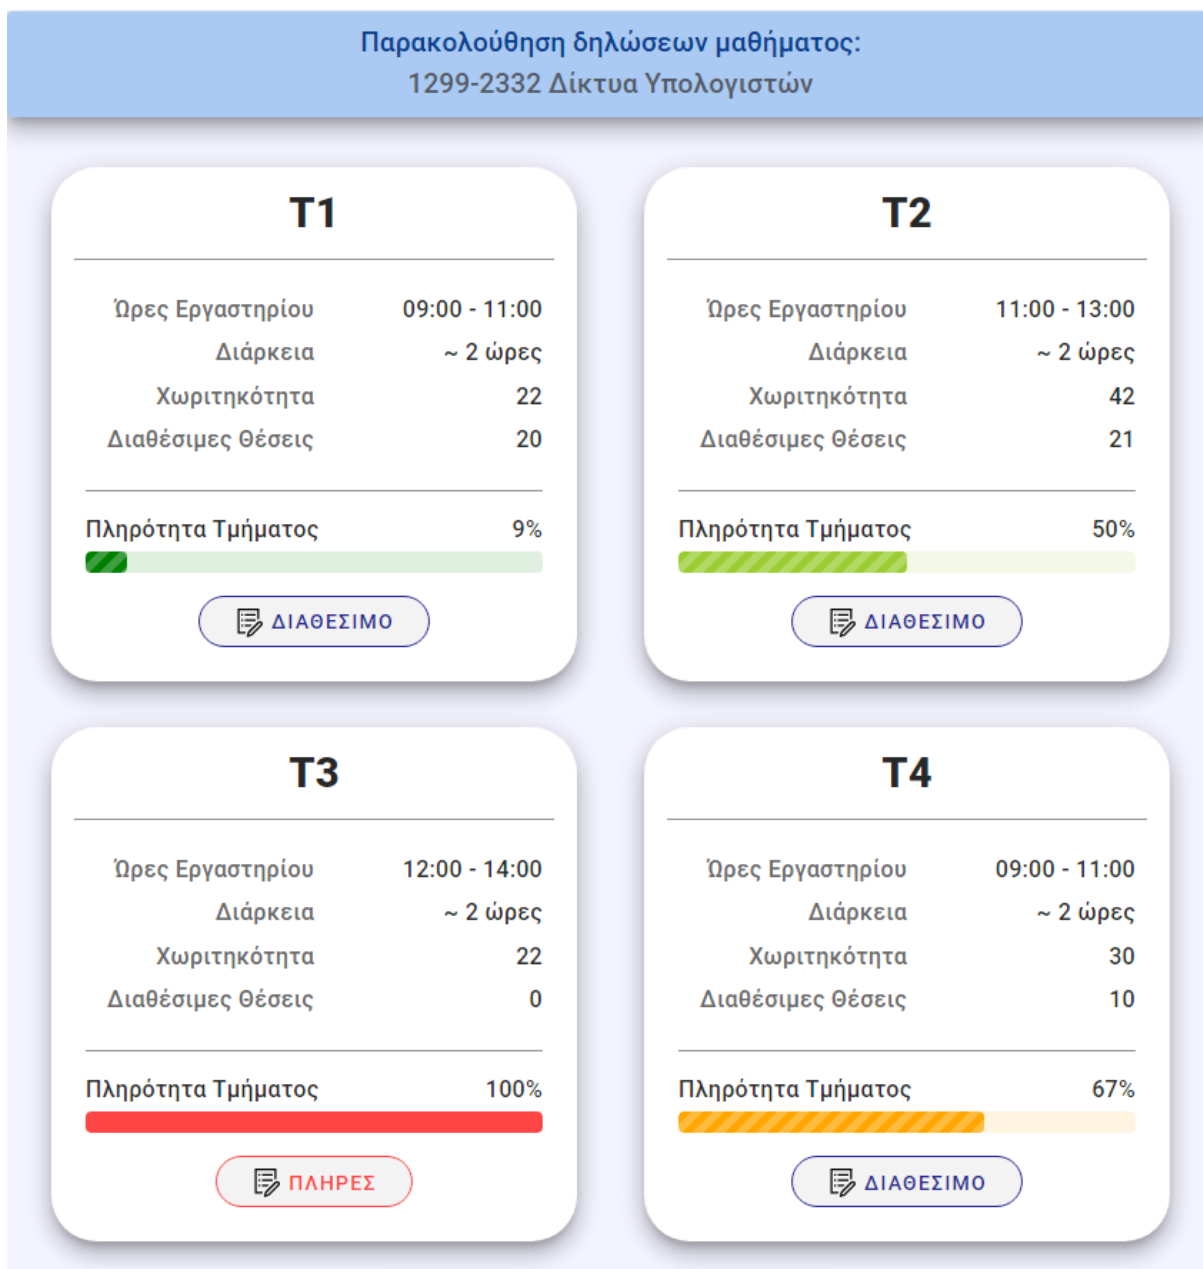 Παρακολούθηση δηλώσεων μαθήματος:
1299-2332 Δίκτυα Υπολογιστών
T1
Ώρες Εργαστηρίου 09:00 - 11:00
Διάρκεια ~ 2 ώρες
Χωριτηκότητα 22
Διαθέσιμες Θέσεις 20
Πληρότητα Τμήματος 9%
ΔΙΑΘΕΣΙΜΟ
T2
Ώρες Εργαστηρίου 11:00 - 13:00
Διάρκεια ~ 2 ώρες
Χωριτηκότητα 42
Διαθέσιμες Θέσεις 21
Πληρότητα Τμήματος 50%
ΔΙΑΘΕΣΙΜΟ
T3
Ώρες Εργαστηρίου 12:00 - 14:00
Διάρκεια ~ 2 ώρες
Χωριτηκότητα 22
Διαθέσιμες Θέσεις 0
Πληρότητα Τμήματος 100%
ΠΛΗΡΕΣ
T4
Ώρες Εργαστηρίου 09:00 - 11:00
Διάρκεια ~ 2 ώρες
Χωριτηκότητα 30
Διαθέσιμες Θέσεις 10
Πληρότητα Τμήματος 67%
ΔΙΑΘΕΣΙΜΟ